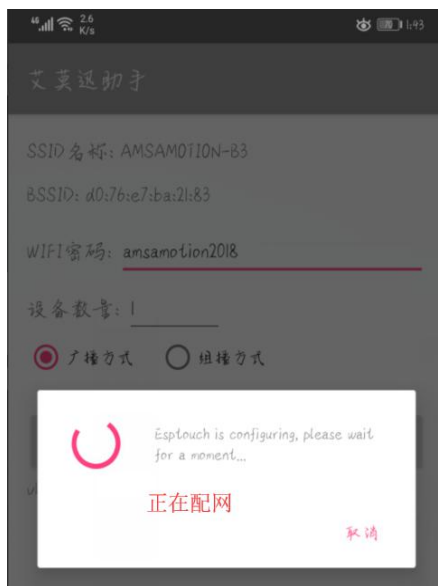 46 2.6 K/s 1:43
艾莫迅助手
SSID名称: AMSAMOTION-B3
BSSID: d0:76:e7:ba:21:83
WIFI密码: amsamotion2018
设备数量: 1
广播方式 组播方式
Esptouch is configuring, please wait
for a moment...
正在配网
取消